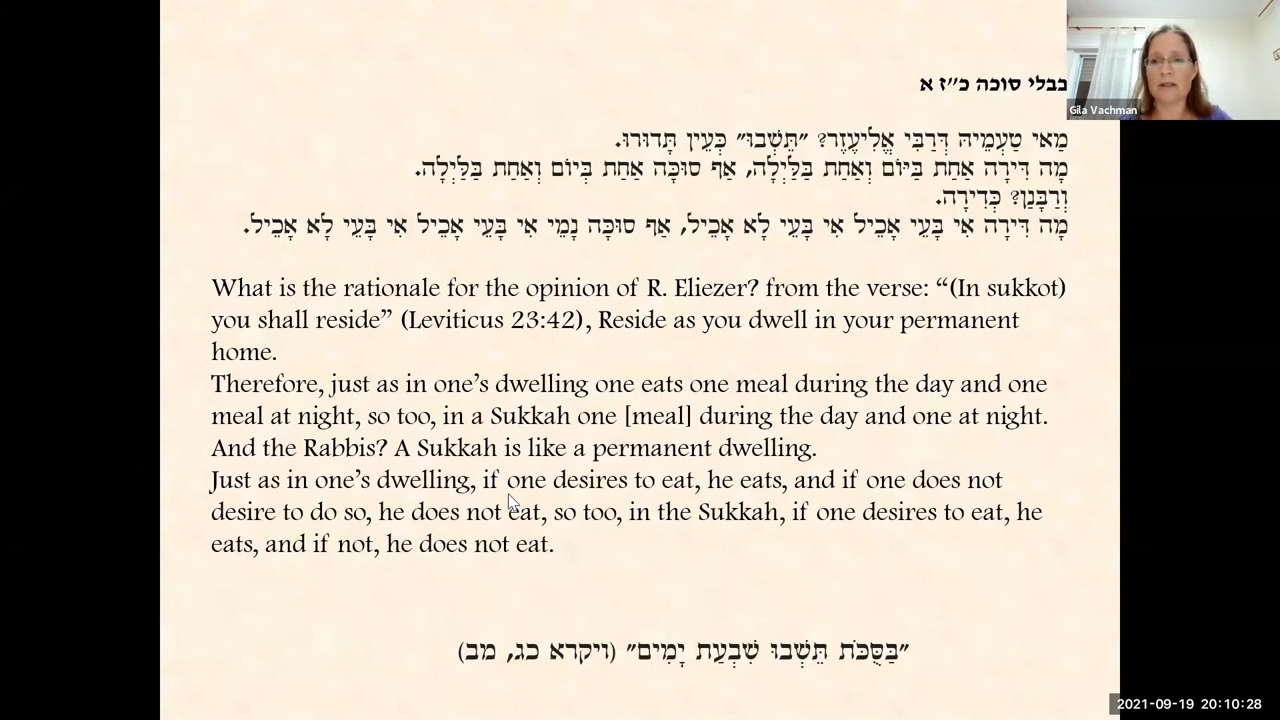 בבלי סוכה כ״ז א
Gila Vachman
מַאי טַעְמֵיהּ דְּרַבִּי אֱלִיעֶזֶר? ״תֵּשְׁבוּ״ כְּעֵין תָּדוּרוּ.
מָה דִּירָה אַחַת בַּיּוֹם וְאַחַת בַּלַּיְלָה, אַף סוּכָּה אַחַת בְּיוֹם וְאַחַת בַּלַּיְלָה.
וְרַבָּנַן? כְּדִירָה.
מָה דִּירָה אִי בָּעֵי אָכֵיל אִי בָּעֵי לָא אָכֵיל, אַף סוּכָּה נָמֵי אִי בָּעֵי אָכֵיל אִי בָּעֵי לָא אָכֵיל.
What is the rationale for the opinion of R. Eliezer? from the verse: “(In sukkot)
you shall reside” (Leviticus 23:42), Reside as you dwell in your permanent
home.
Therefore, just as in one’s dwelling one eats one meal during the day and one
meal at night, so too, in a Sukkah one [meal] during the day and one at night.
And the Rabbis? A Sukkah is like a permanent dwelling.
Just as in one’s dwelling, if one desires to eat, he eats, and if one does not
desire to do so, he does not eat, so too, in the Sukkah, if one desires to eat, he
eats, and if not, he does not eat.
״בַּסֻּכֹּת תֵּשְׁבוּ שִׁבְעַת יָמִים״ (ויקרא כג, מב)
2021-09-19 20:10:28